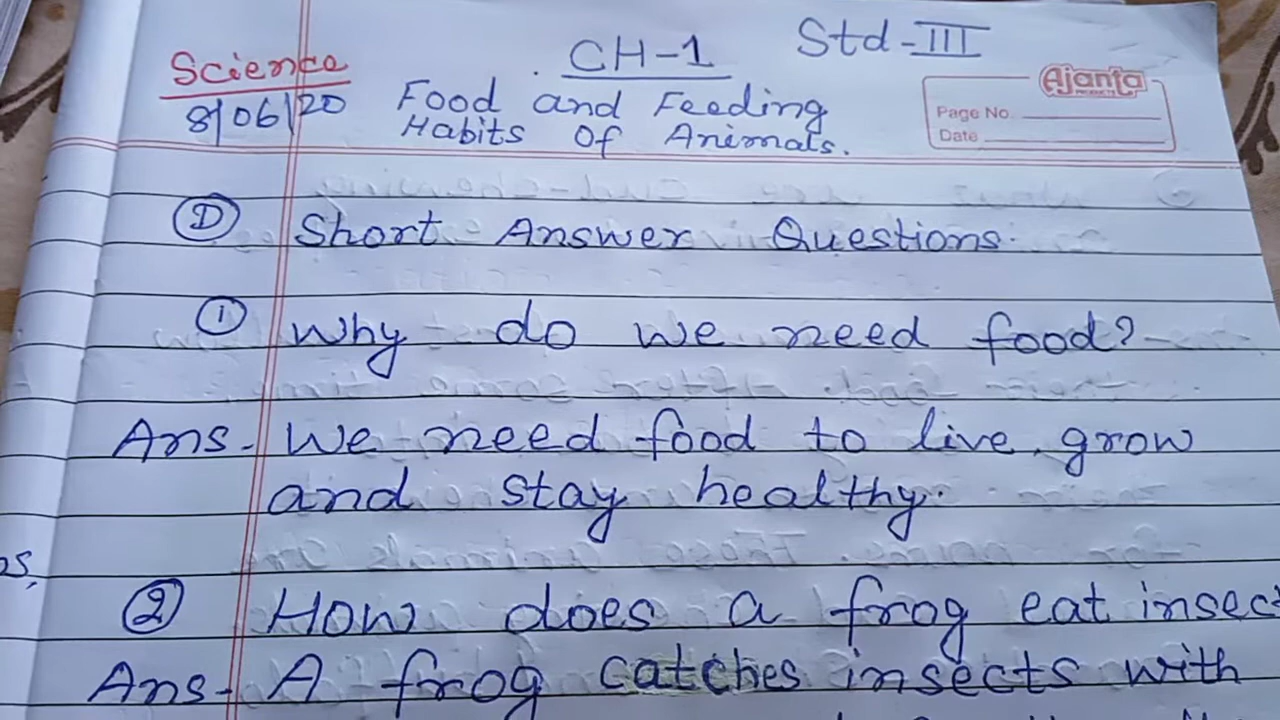 Std-III
CH-1
Science
8/06/20
Food and Feeding
Habits Of Animals.
Ajanta
PRODUCTS
Page No.
Date
D Short Answer Questions.
1 Why do we need food?
Ans- We need food to live, grow
and stay healthy.
2 How does a frog eat insect
Ans- A frog catches insects with